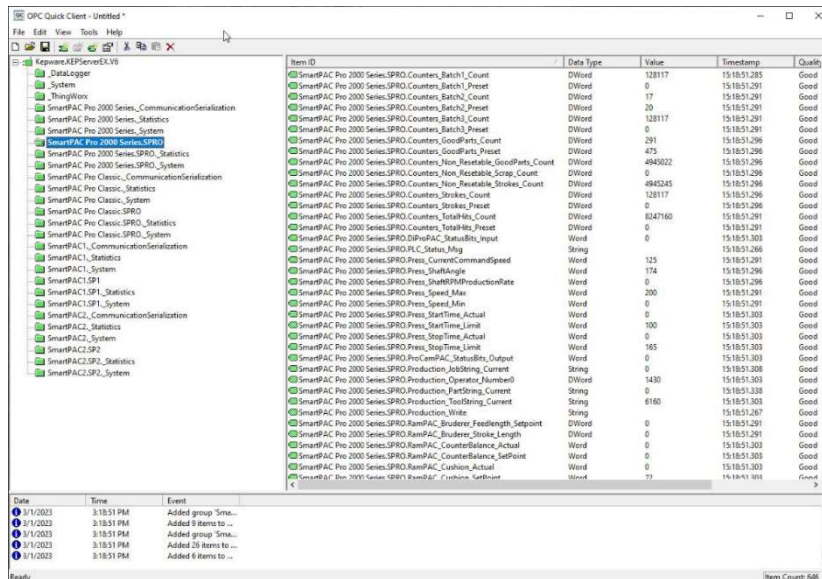 OPC Quick Client - Untitled *
File Edit View Tools Help
Kepware.KEPServerEX.V6
_DataLogger
_System
_ThingWorx
SmartPAC Pro 2000 Series._CommunicationSerialization
SmartPAC Pro 2000 Series._Statistics
SmartPAC Pro 2000 Series._System
SmartPAC Pro 2000 Series.SPRO
SmartPAC Pro 2000 Series.SPRO._Statistics
SmartPAC Pro 2000 Series.SPRO._System
SmartPAC Pro Classic._CommunicationSerialization
SmartPAC Pro Classic._Statistics
SmartPAC Pro Classic._System
SmartPAC Pro Classic.SPRO
SmartPAC Pro Classic.SPRO._Statistics
SmartPAC Pro Classic.SPRO._System
SmartPAC1._CommunicationSerialization
SmartPAC1._Statistics
SmartPAC1._System
SmartPAC1.SP1
SmartPAC1.SP1._Statistics
SmartPAC1.SP1._System
SmartPAC2._CommunicationSerialization
SmartPAC2._Statistics
SmartPAC2._System
SmartPAC2.SP2
SmartPAC2.SP2._Statistics
SmartPAC2.SP2._System
Item ID Data Type Value Timestamp Quality
SmartPAC Pro 2000 Series.SPRO.Counters_Batch1_Count DWord 128117 15:18:51.285 Good
SmartPAC Pro 2000 Series.SPRO.Counters_Batch1_Preset DWord 0 15:18:51.291 Good
SmartPAC Pro 2000 Series.SPRO.Counters_Batch2_Count DWord 17 15:18:51.291 Good
SmartPAC Pro 2000 Series.SPRO.Counters_Batch2_Preset DWord 20 15:18:51.291 Good
SmartPAC Pro 2000 Series.SPRO.Counters_Batch3_Count DWord 128117 15:18:51.291 Good
SmartPAC Pro 2000 Series.SPRO.Counters_Batch3_Preset DWord 0 15:18:51.291 Good
SmartPAC Pro 2000 Series.SPRO.Counters_GoodParts_Count DWord 291 15:18:51.296 Good
SmartPAC Pro 2000 Series.SPRO.Counters_GoodParts_Preset DWord 475 15:18:51.296 Good
SmartPAC Pro 2000 Series.SPRO.Counters_Non_Resetable_GoodParts_Count DWord 4945022 15:18:51.296 Good
SmartPAC Pro 2000 Series.SPRO.Counters_Non_Resetable_Scrap_Count DWord 0 15:18:51.296 Good
SmartPAC Pro 2000 Series.SPRO.Counters_Non_Resetable_Strokes_Count DWord 4945245 15:18:51.296 Good
SmartPAC Pro 2000 Series.SPRO.Counters_Strokes_Count DWord 128117 15:18:51.296 Good
SmartPAC Pro 2000 Series.SPRO.Counters_Strokes_Preset DWord 0 15:18:51.296 Good
SmartPAC Pro 2000 Series.SPRO.Counters_TotalHits_Count DWord 8247160 15:18:51.291 Good
SmartPAC Pro 2000 Series.SPRO.Counters_TotalHits_Preset DWord 0 15:18:51.291 Good
SmartPAC Pro 2000 Series.SPRO.DiProPAC_StatusBits_Input Word 0 15:18:51.303 Good
SmartPAC Pro 2000 Series.SPRO.PLC_Status_Msg String 15:18:51.266 Good
SmartPAC Pro 2000 Series.SPRO.Press_CurrentCommandSpeed Word 125 15:18:51.291 Good
SmartPAC Pro 2000 Series.SPRO.Press_ShaftAngle Word 174 15:18:51.296 Good
SmartPAC Pro 2000 Series.SPRO.Press_ShaftRPMProductionRate Word 0 15:18:51.296 Good
SmartPAC Pro 2000 Series.SPRO.Press_Speed_Max Word 200 15:18:51.291 Good
SmartPAC Pro 2000 Series.SPRO.Press_Speed_Min Word 0 15:18:51.291 Good
SmartPAC Pro 2000 Series.SPRO.Press_StartTime_Actual Word 0 15:18:51.303 Good
SmartPAC Pro 2000 Series.SPRO.Press_StartTime_Limit Word 100 15:18:51.303 Good
SmartPAC Pro 2000 Series.SPRO.Press_StopTime_Actual Word 0 15:18:51.303 Good
SmartPAC Pro 2000 Series.SPRO.Press_StopTime_Limit Word 165 15:18:51.303 Good
SmartPAC Pro 2000 Series.SPRO.ProCamPAC_StatusBits_Output Word 0 15:18:51.303 Good
SmartPAC Pro 2000 Series.SPRO.Production_JobString_Current String 0 15:18:51.308 Good
SmartPAC Pro 2000 Series.SPRO.Production_Operator_Number0 DWord 1430 15:18:51.303 Good
SmartPAC Pro 2000 Series.SPRO.Production_PartString_Current String 0 15:18:51.338 Good
SmartPAC Pro 2000 Series.SPRO.Production_ToolString_Current String 6160 15:18:51.303 Good
SmartPAC Pro 2000 Series.SPRO.Production_Write String 15:18:51.267 Good
SmartPAC Pro 2000 Series.SPRO.RamPAC_Bruderer_Feedlength_Setpoint DWord 0 15:18:51.291 Good
SmartPAC Pro 2000 Series.SPRO.RamPAC_Bruderer_Stroke_Length DWord 0 15:18:51.291 Good
SmartPAC Pro 2000 Series.SPRO.RamPAC_CounterBalance_Actual Word 0 15:18:51.303 Good
SmartPAC Pro 2000 Series.SPRO.RamPAC_CounterBalance_SetPoint Word 0 15:18:51.303 Good
SmartPAC Pro 2000 Series.SPRO.RamPAC_Cushion_Actual Word 0 15:18:51.303 Good
SmartPAC Pro 2000 Series.SPRO.RamPAC_Cushion_SetPoint Word 72 15:18:51.303 Good
Date Time Event
3/1/2023 3:18:51 PM Added group 'Sma...
3/1/2023 3:18:51 PM Added 9 items to ...
3/1/2023 3:18:51 PM Added group 'Sma...
3/1/2023 3:18:51 PM Added 26 items to ...
3/1/2023 3:18:51 PM Added 6 items to ...
Ready Item Count: 646